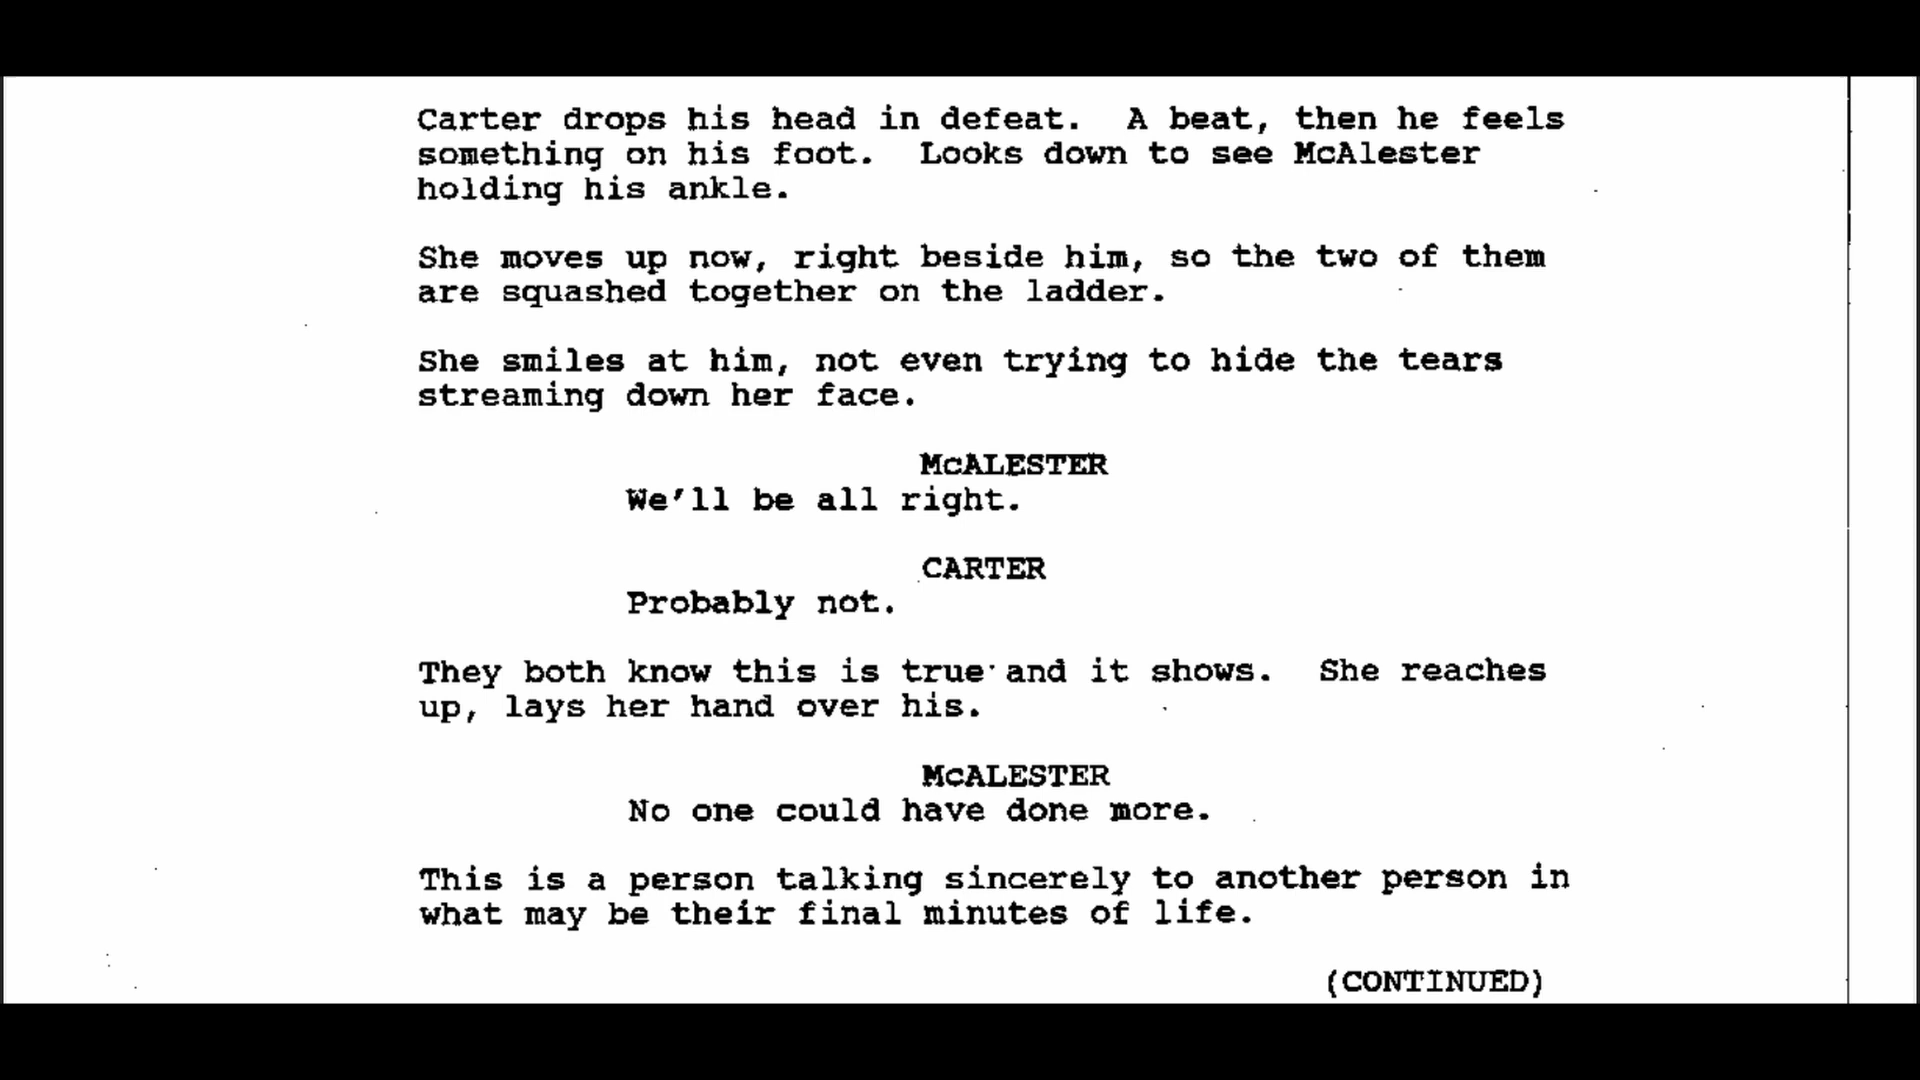 Carter drops his head in defeat. A beat, then he feels
something on his foot. Looks down to see McAlester
holding his ankle.
She moves up now, right beside him, so the two of them
are squashed together on the ladder.
She smiles at him, not even trying to hide the tears
streaming down her face.
McALESTER
We'll be all right.
CARTER
Probably not.
They both know this is true and it shows. She reaches
up, lays her hand over his.
McALESTER
No one could have done more.
This is a person talking sincerely to another person in
what may be their final minutes of life.
(CONTINUED)